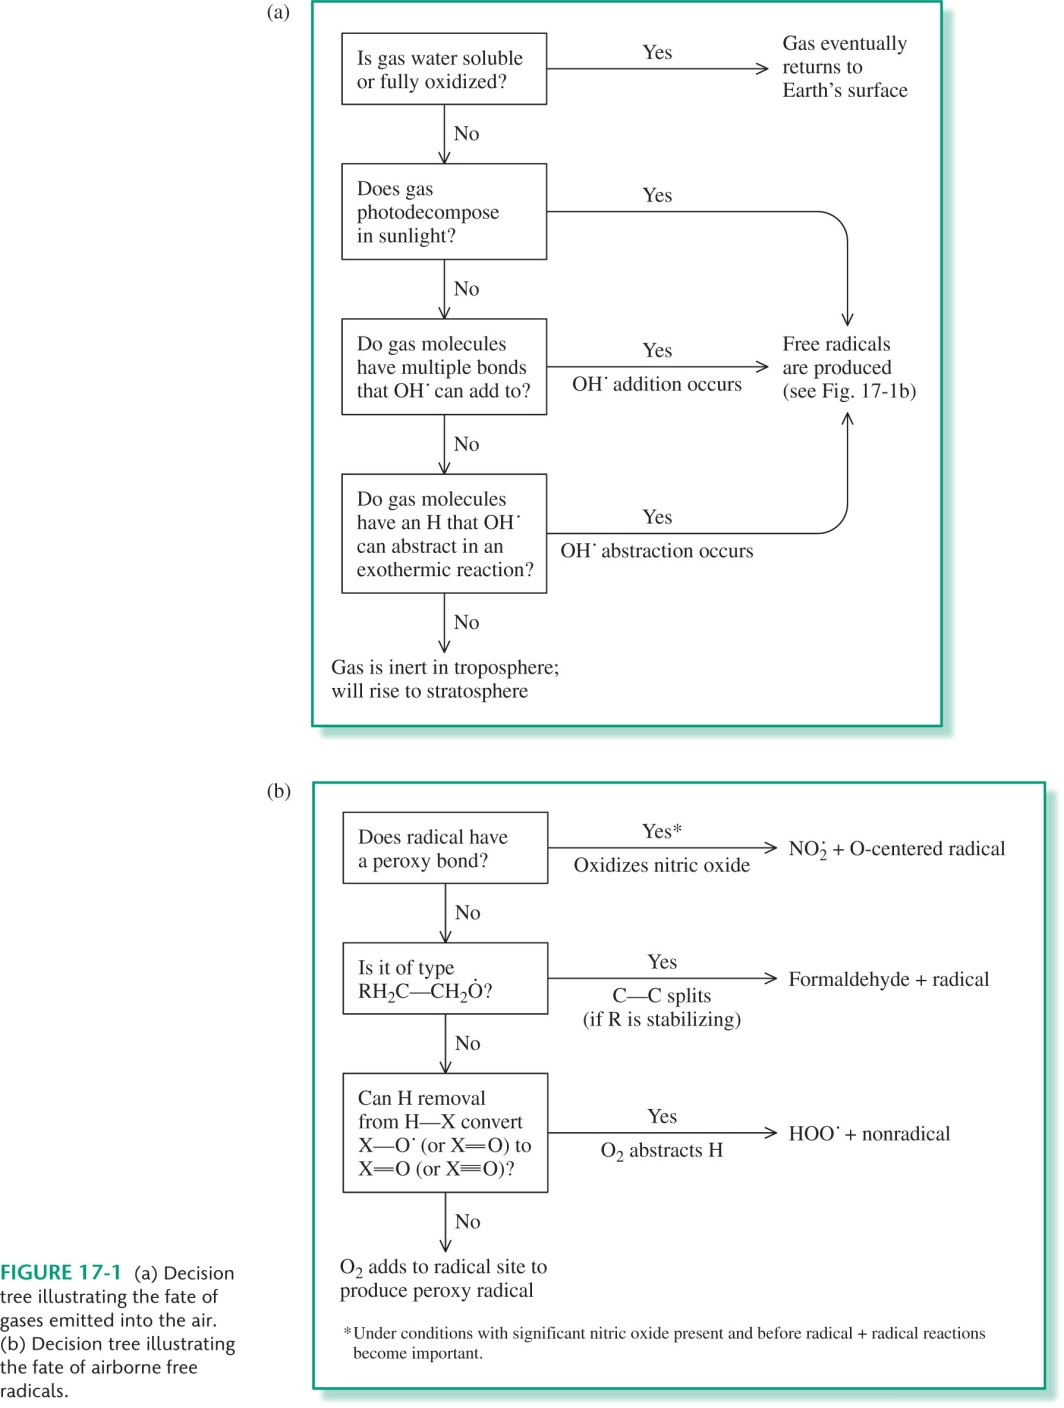 (a)
Is gas water soluble
or fully oxidized?
Yes
Gas eventually
returns to
Earth's surface
No
Does gas
photodecompose
in sunlight?
Yes
No
Do gas molecules
have multiple bonds
that OH˙ can add to?
Yes
OH˙ addition occurs
Free radicals
are produced
(see Fig. 17-1b)
No
Do gas molecules
have an H that OH˙
can abstract in an
exothermic reaction?
Yes
OH˙ abstraction occurs
No
Gas is inert in troposphere;
will rise to stratosphere
(b)
Does radical have
a peroxy bond?
Yes*
Oxidizes nitric oxide
NO₂˙ + O-centered radical
No
Is it of type
RH₂C—CH₂Ȯ?
Yes
C—C splits
(if R is stabilizing)
Formaldehyde + radical
No
Can H removal
from H—X convert
X—O˙ (or X═O) to
X═O (or X≡O)?
Yes
O₂ abstracts H
HOO˙ + nonradical
No
O₂ adds to radical site to
produce peroxy radical
*Under conditions with significant nitric oxide present and before radical + radical reactions
become important.
FIGURE 17-1 (a) Decision
tree illustrating the fate of
gases emitted into the air.
(b) Decision tree illustrating
the fate of airborne free
radicals.